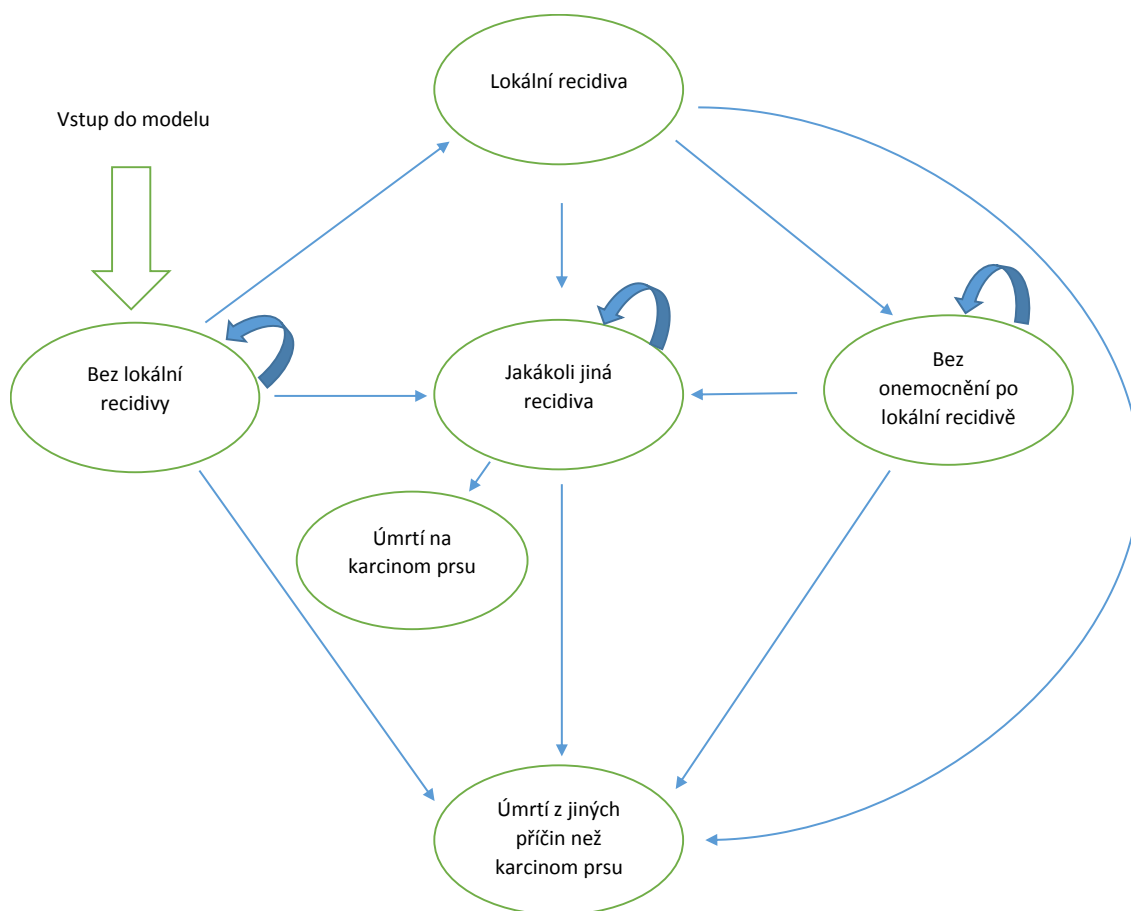 Lokální recidiva
Vstup do modelu
Bez lokální
recidivy
Jakákoli jiná
recidiva
Bez
onemocnění po
lokální recidivě
Úmrtí na
karcinom prsu
Úmrtí z jiných
příčin než
karcinom prsu